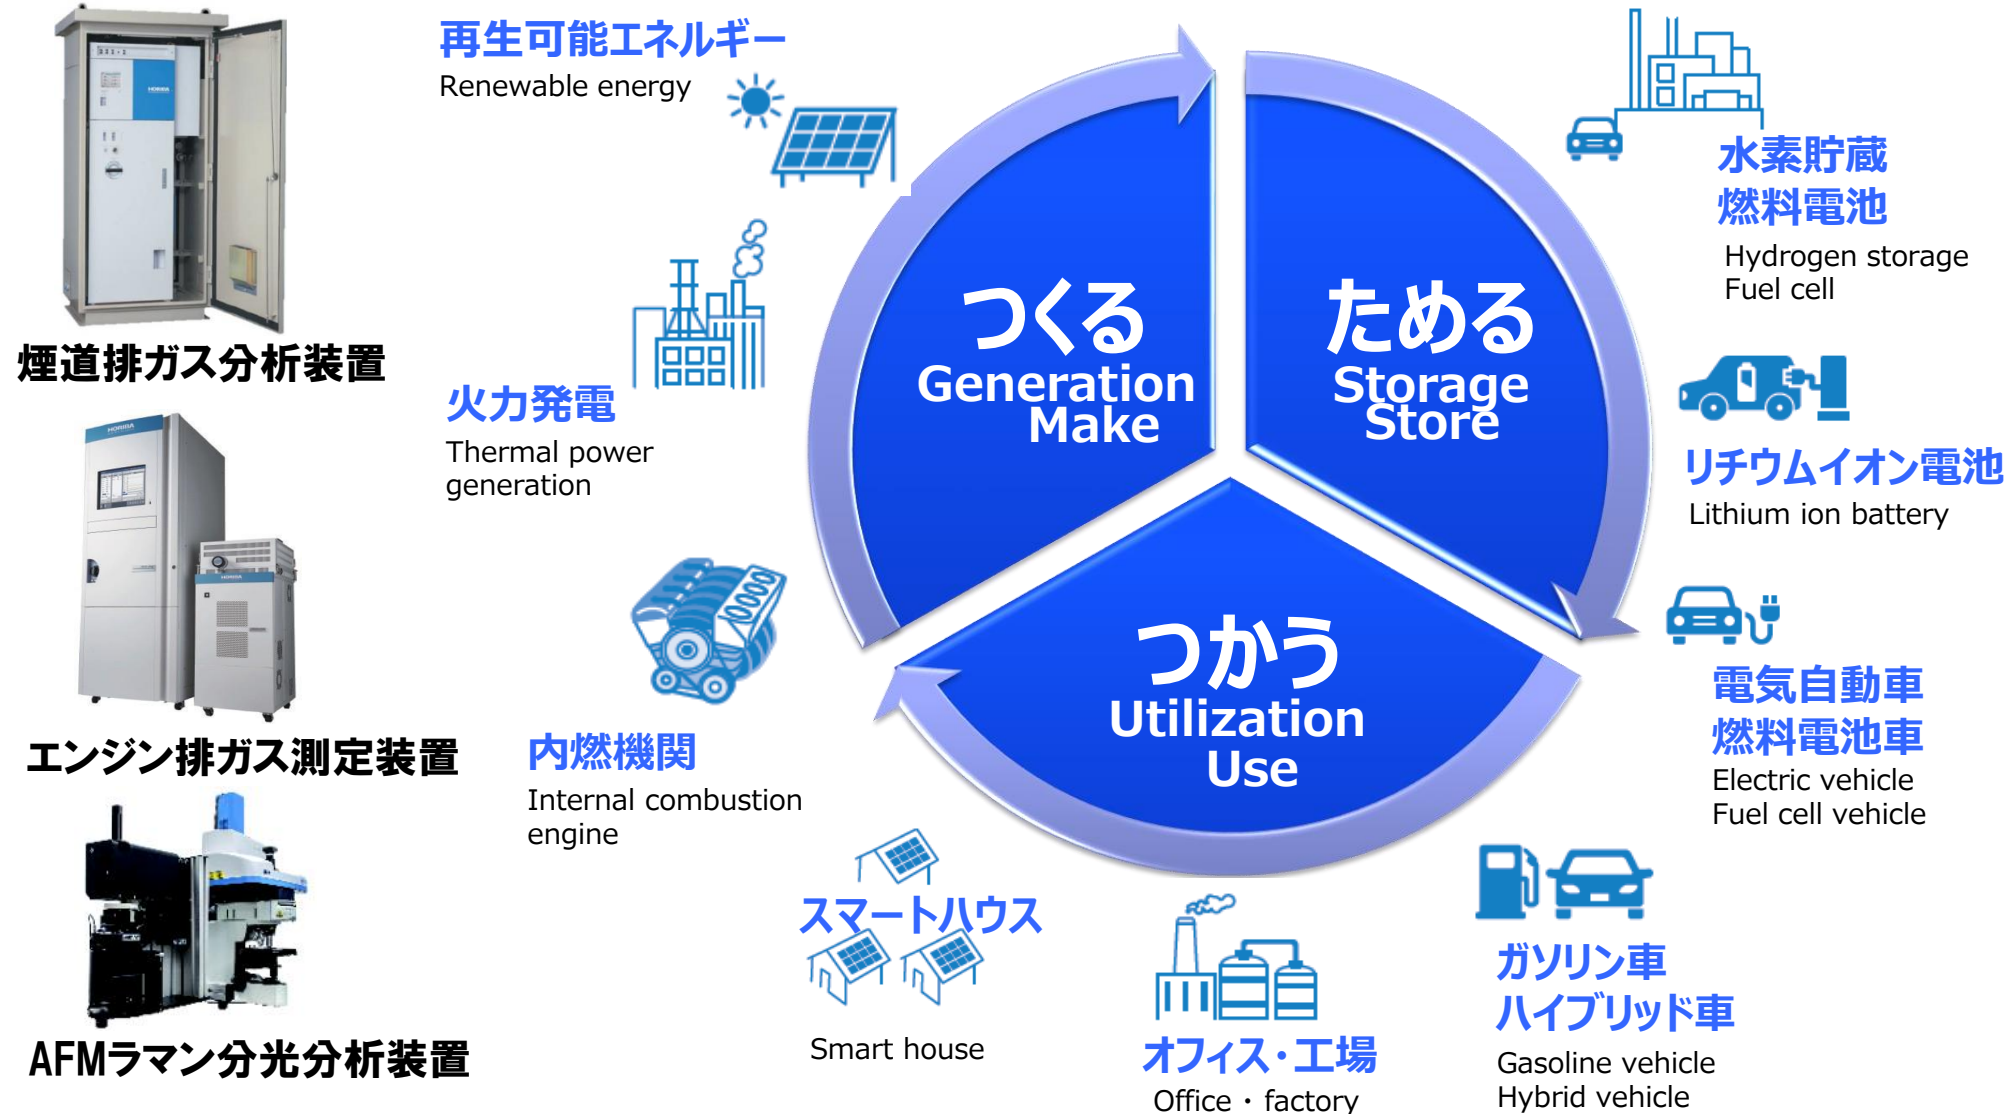 HORIBA
煙道排ガス分析装置
HORIBA
HORIBA
エンジン排ガス測定装置
AFMラマン分光分析装置
再生可能エネルギー
Renewable energy
火力発電
Thermal power
generation
内燃機関
Internal combustion
engine
つくる
Generation
Make
ためる
Storage
Store
つかう
Utilization
Use
水素貯蔵
燃料電池
Hydrogen storage
Fuel cell
リチウムイオン電池
Lithium ion battery
電気自動車
燃料電池車
Electric vehicle
Fuel cell vehicle
スマートハウス
Smart house
オフィス・工場
Office・factory
ガソリン車
ハイブリッド車
Gasoline vehicle
Hybrid vehicle